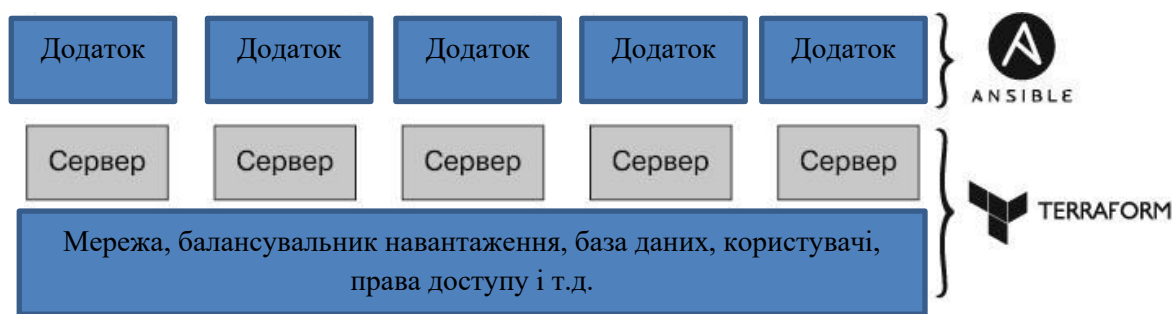 Додаток Додаток Додаток Додаток Додаток
ANSIBLE
Сервер Сервер Сервер Сервер Сервер
TERRAFORM
Мережа, балансувальник навантаження, база даних, користувачі,
права доступу і т.д.